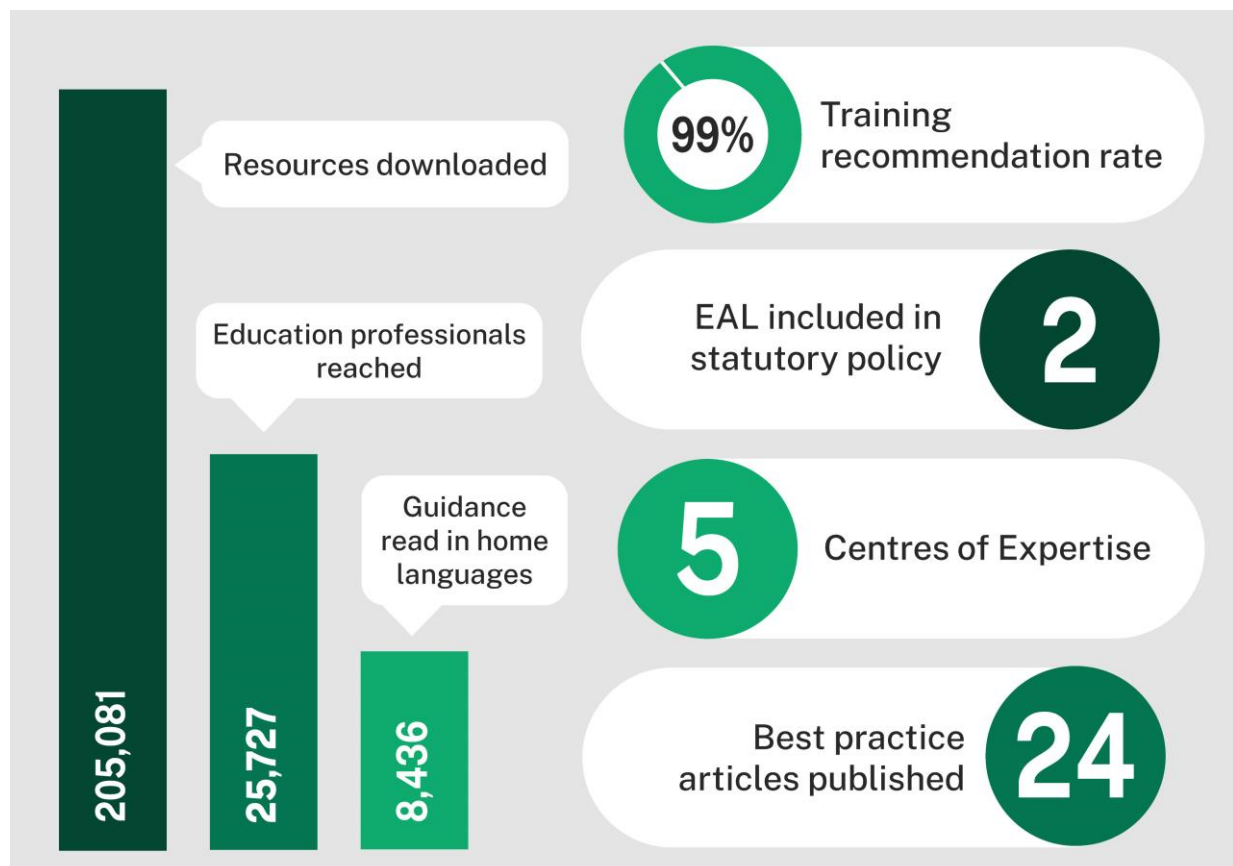 Resources downloaded
205,081
Education professionals
reached
25,727
Guidance
read in home
languages
8,436
99%
Training
recommendation rate
EAL included in
statutory policy
2
5
Centres of Expertise
Best practice
articles published
24